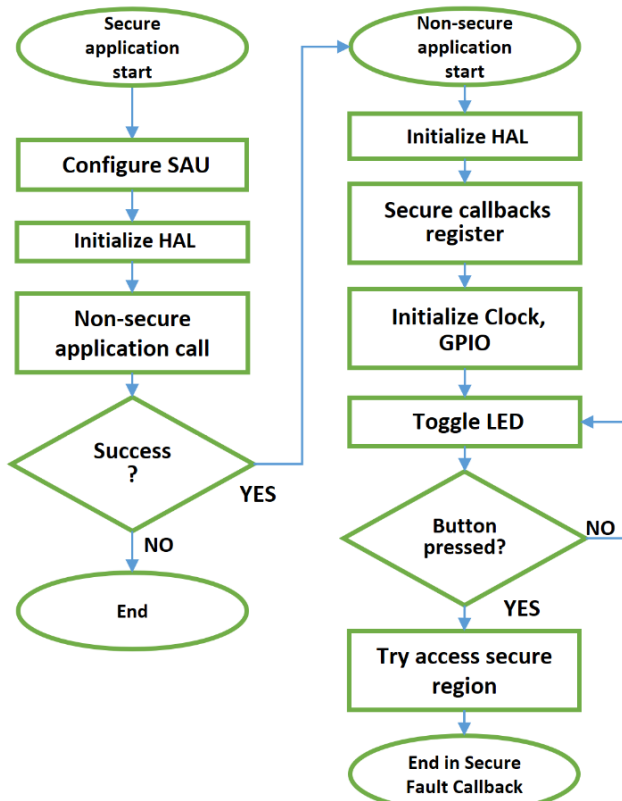 Secure
application
start
Configure SAU
Initialize HAL
Non-secure
application call
Success
?
YES
NO
End
Non-secure
application
start
Initialize HAL
Secure callbacks
register
Initialize Clock,
GPIO
Toggle LED
Button
pressed?
NO
YES
Try access secure
region
End in Secure
Fault Callback